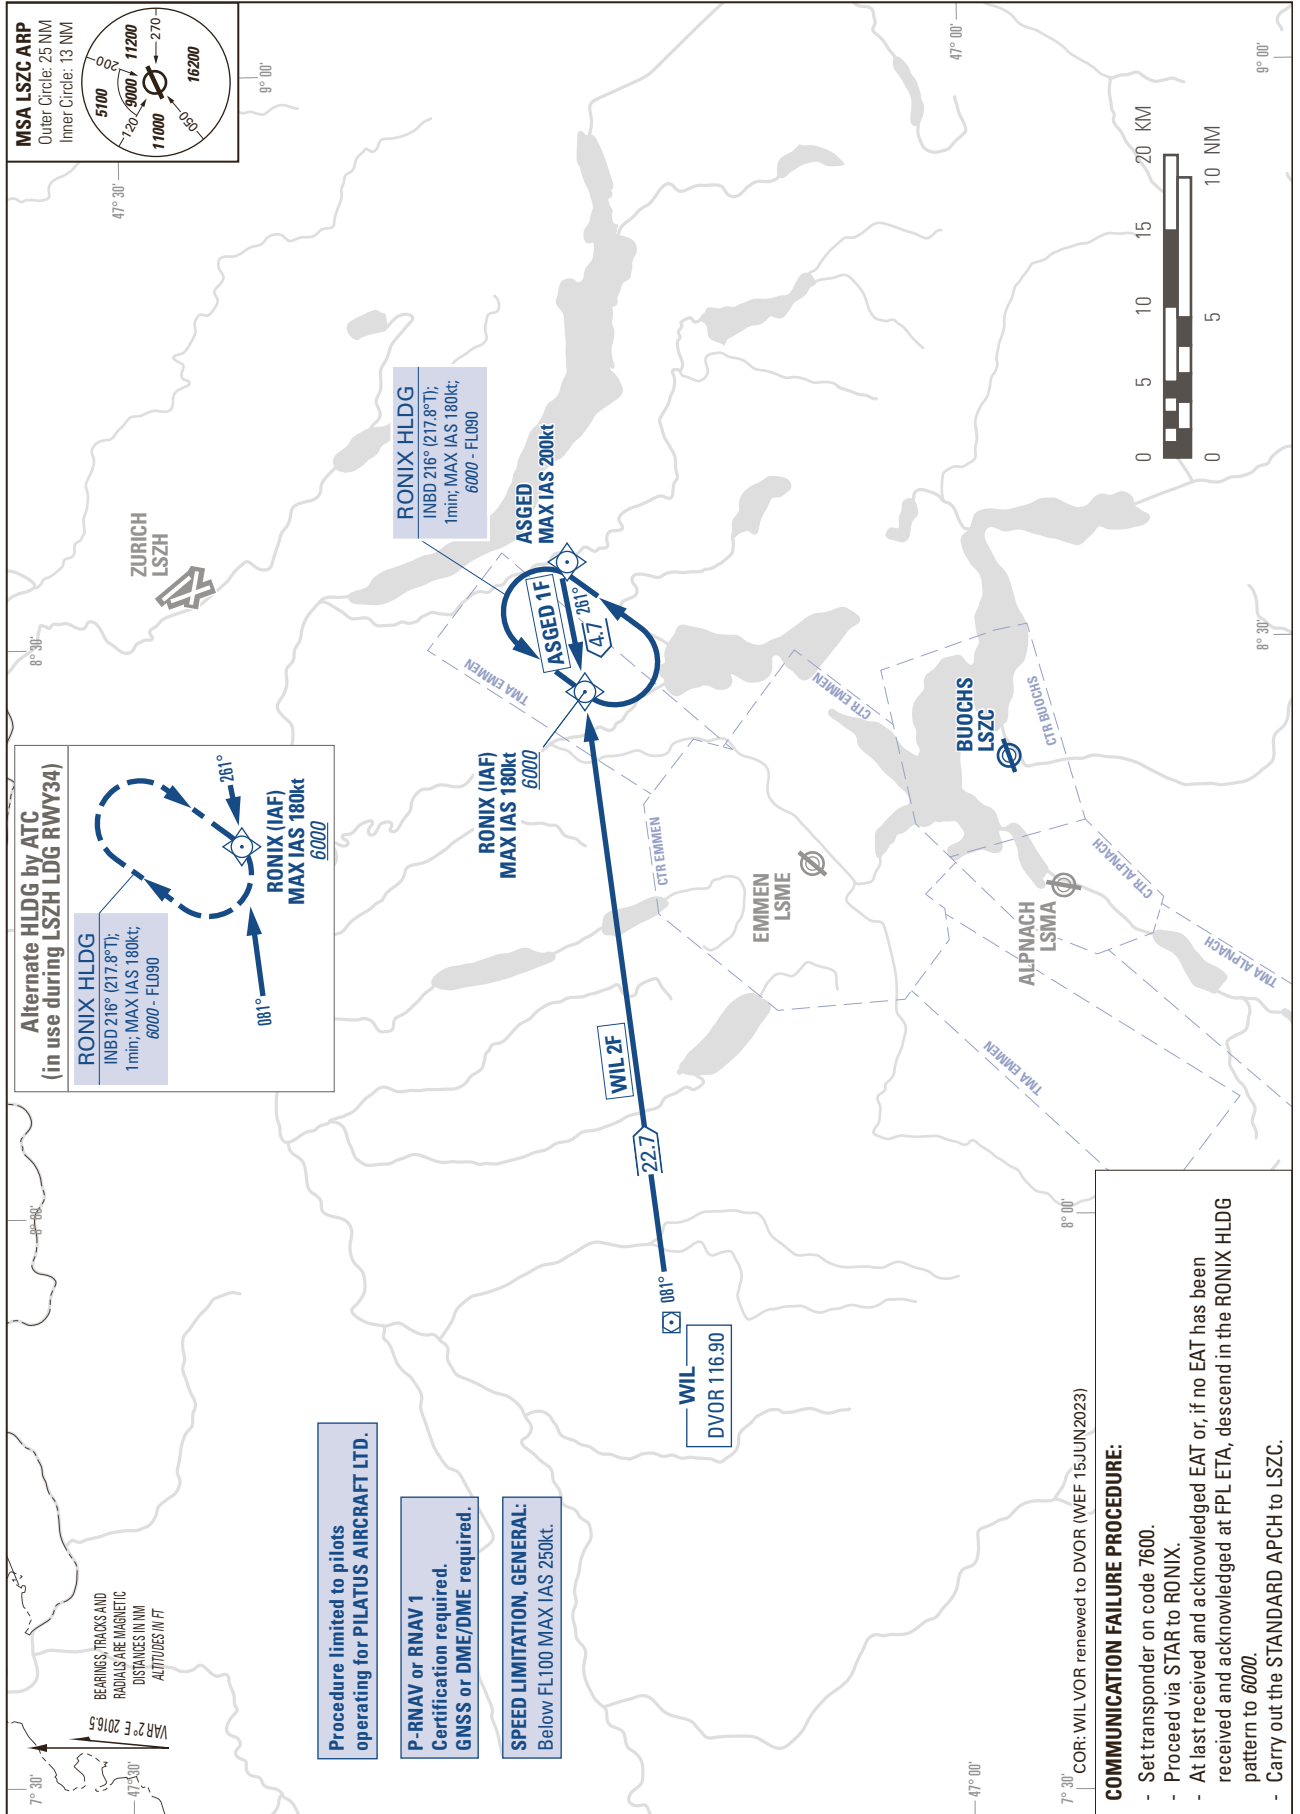 7° 30'
47° 30'
VAR 2° E 2016.5
BEARINGS, TRACKS AND
RADIALS ARE MAGNETIC
DISTANCES IN NM
ALTITUDES IN FT
8° 00'
Alternate HLDG by ATC
(in use during LSZH LDG RWY34)
RONIX HLDG
INBD 216° (217.8°T);
1min; MAX IAS 180kt;
6000 - FL090
081°
261°
RONIX (IAF)
MAX IAS 180kt
6000
8° 30'
ZURICH
LSZH
47° 30'
9° 00'
MSA LSZC ARP
Outer Circle: 25 NM
Inner Circle: 13 NM
5100
200
11200
9000
120
270
11000
050
16200
Procedure limited to pilots
operating for PILATUS AIRCRAFT LTD.
P-RNAV or RNAV 1
Certification required.
GNSS or DME/DME required.
SPEED LIMITATION, GENERAL:
Below FL100 MAX IAS 250kt.
RONIX HLDG
INBD 216° (217.8°T);
1min; MAX IAS 180kt;
6000 - FL090
ASGED
MAX IAS 200kt
ASGED 1F
261°
4.7
TMA EMMEN
RONIX (IAF)
MAX IAS 180kt
6000
WIL 2F
22.7
081°
WIL
DVOR 116.90
CTR EMMEN
CTR EMMEN
EMMEN
LSME
BUOCHS
LSZC
CTR BUOCHS
ALPNACH
LSMA
CTR ALPNACH
TMA ALPNACH
TMA EMMEN
47° 00'
47° 00'
0
5
10
15
20 KM
0
5
10 NM
7° 30'
8° 00'
8° 30'
9° 00'
COR: WIL VOR renewed to DVOR (WEF 15JUN2023)
COMMUNICATION FAILURE PROCEDURE:
- Set transponder on code 7600.
- Proceed via STAR to RONIX.
- At last received and acknowledged EAT or, if no EAT has been
received and acknowledged at FPL ETA, descend in the RONIX HLDG
pattern to 6000.
- Carry out the STANDARD APCH to LSZC.